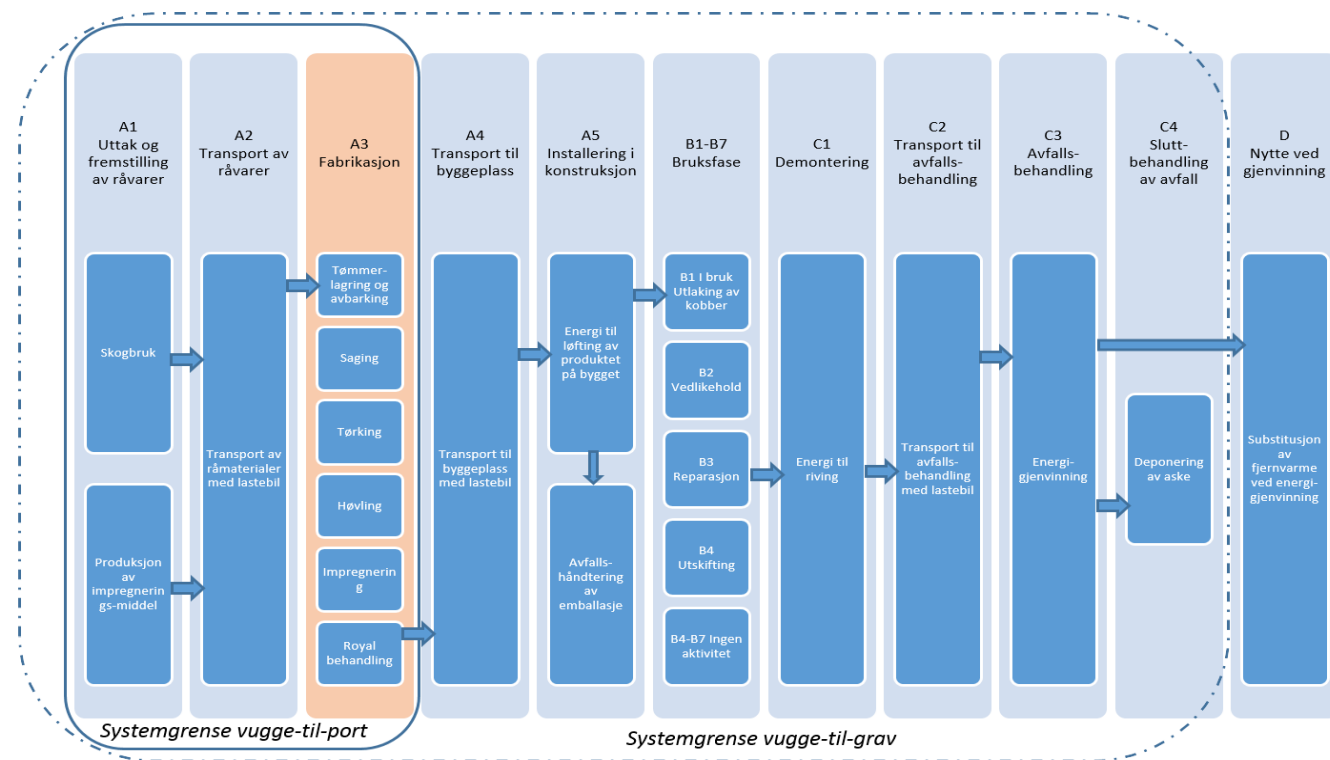 A1
Uttak og
fremstilling
av råvarer
A2
Transport av
råvarer
A3
Fabrikasjon
A4
Transport til
byggeplass
A5
Installering i
konstruksjon
B1-B7
Bruksfase
C1
Demontering
C2
Transport til
avfalls-
behandling
C3
Avfalls-
behandling
C4
Slutt-
behandling
av avfall
D
Nytte ved
gjenvinning
Skogbruk
Produksjon
av
impregnerin
gs-middel
Transport av
råmaterialer
med lastebil
Tømmer-
lagring og
avbarking
Saging
Tørking
Høvling
Impregnerin
g
Royal
behandling
Transport til
byggeplass
med lastebil
Energi til
løfting av
produktet
på bygget
Avfalls-
håndtering
av
emballasje
B1 I bruk
Utlaking av
kobber
B2
Vedlikehold
B3
Reparasjon
B4
Utskifting
B4-B7 Ingen
aktivitet
Energi til
riving
Transport til
avfalls-
behandling
med lastebil
Energi-
gjenvinning
Deponering
av aske
Substitusjon
av
fjernvarme
ved energi-
gjenvinning
Systemgrense vugge-til-port
Systemgrense vugge-til-grav